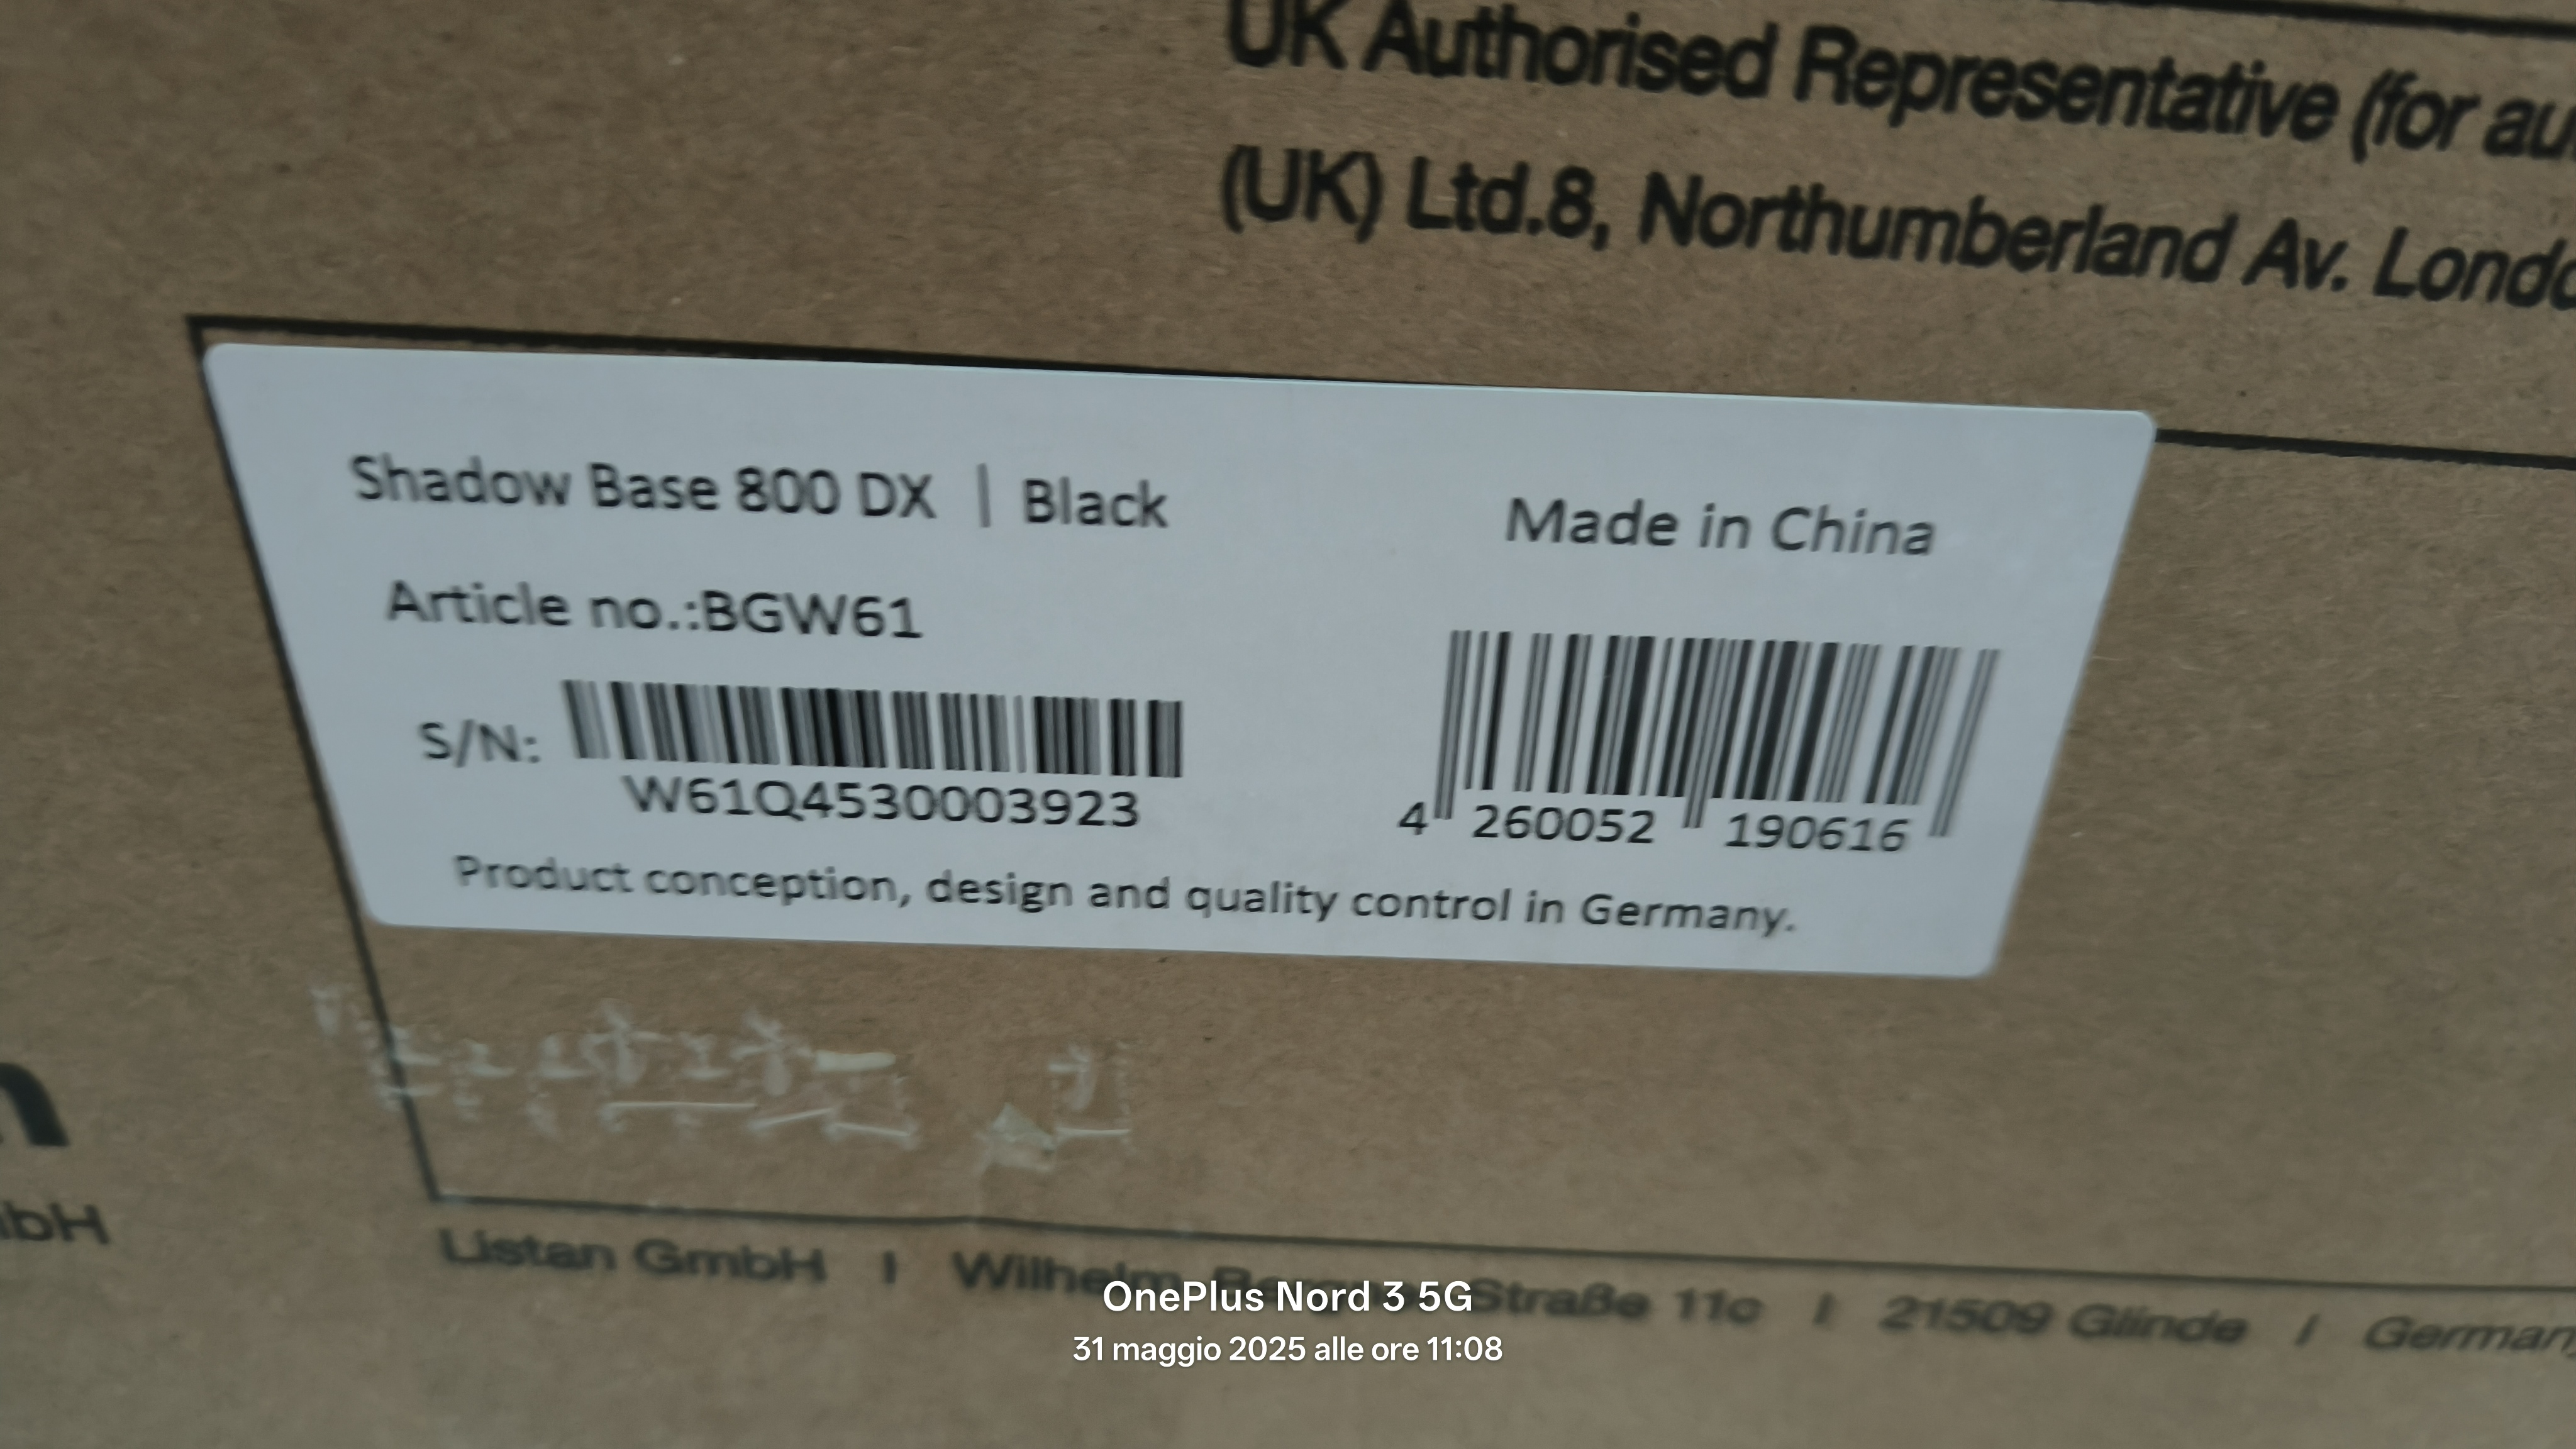 UK Authorised Representative (for au
(UK) Ltd.8, Northumberland Av. Londo
Shadow Base 800 DX | Black
Made in China
Article no.:BGW61
S/N:
W61Q4530003923
4 260052 190616
Product conception, design and quality control in Germany.
n
bH
Listan GmbH I Wilhelm Straße 11c I 21509 Glinde I German
OnePlus Nord 3 5G
31 maggio 2025 alle ore 11:08